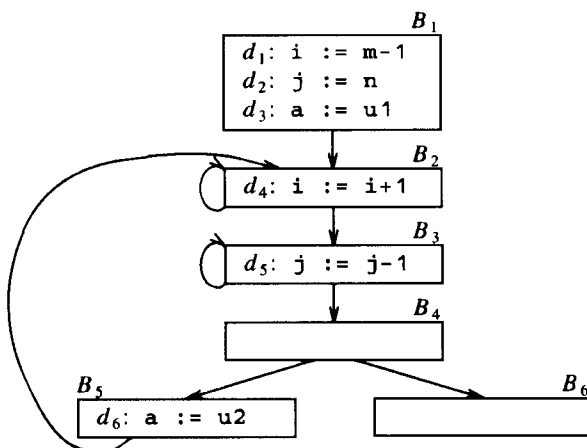 B1
d1: i := m-1
d2: j := n
d3: a := u1
B2
d4: i := i+1
B3
d5: j := j-1
B4
B5
B6
d6: a := u2